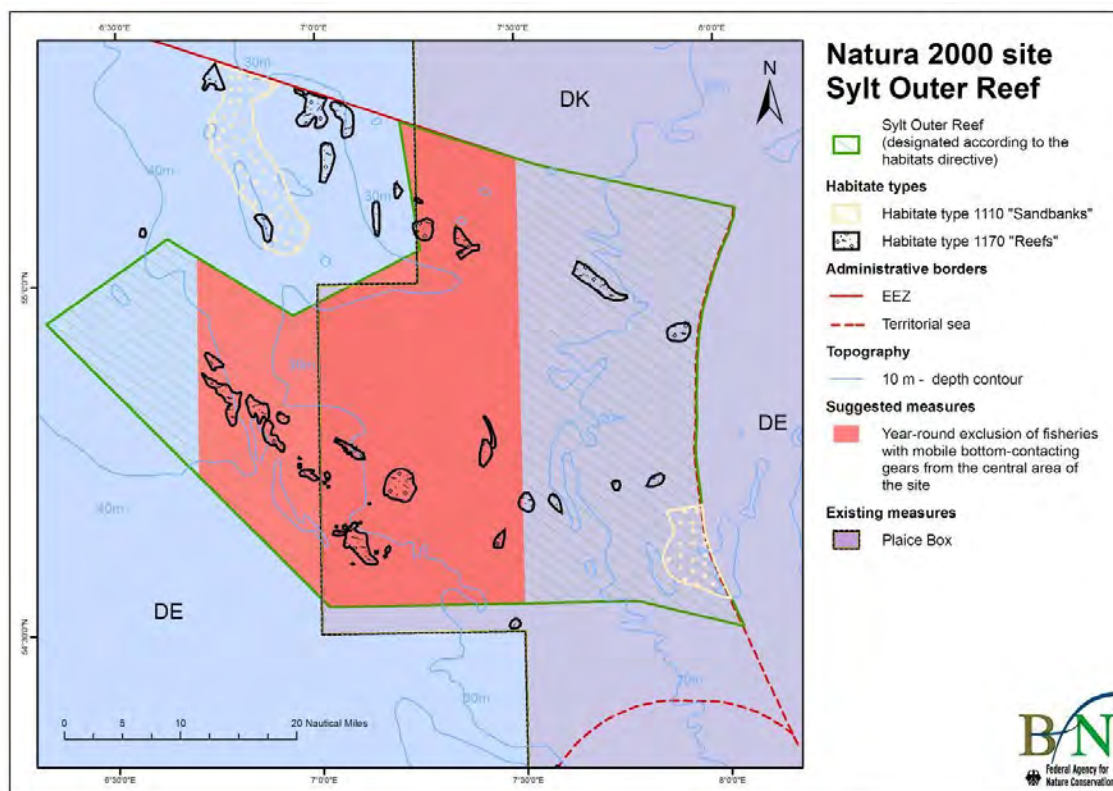 6°30'0"E
7°0'0"E
7°30'0"E
8°0'0"E
30m
DK
40m
30m
55°0'0"N
DE
40m
DE
54°30'0"N
30m
0 5 10 20 Nautical Miles
6°30'0"E
7°0'0"E
7°30'0"E
8°0'0"E
N
Natura 2000 site
Sylt Outer Reef
Sylt Outer Reef
(designated according to the
habitats directive)
Habitate types
Habitate type 1110 "Sandbanks"
Habitate type 1170 "Reefs"
Administrative borders
EEZ
Territorial sea
Topography
10 m - depth contour
Suggested measures
Year-round exclusion of fisheries
with mobile bottom-contacting
gears from the central area of
the site
Existing measures
Plaice Box
BfN
Federal Agency for
Nature Conservation